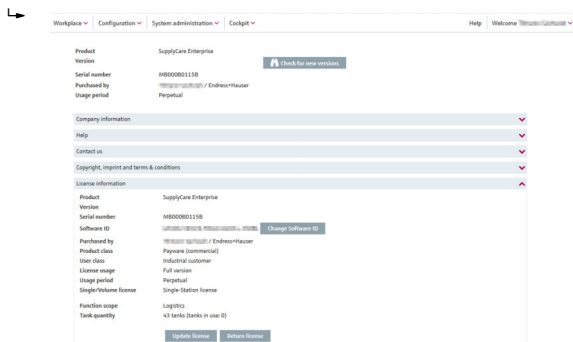 Workplace Configuration System administration Cockpit Help Welcome
Product SupplyCare Enterprise
Version Check for new versions
Serial number MB000B0115B
Purchased by / Endress+Hauser
Usage period Perpetual
Company information
Help
Contact us
Copyright, imprint and terms & conditions
License information
Product SupplyCare Enterprise
Version
Serial number MB000B0115B
Software ID Change Software ID
Purchased by / Endress+Hauser
Product class Payware (commercial)
User class Industrial customer
License usage Full version
Usage period Perpetual
Single/Volume license Single-Station license
Function scope Logistics
Tank quantity 43 tanks (tanks in use: 0)
Update license Return license